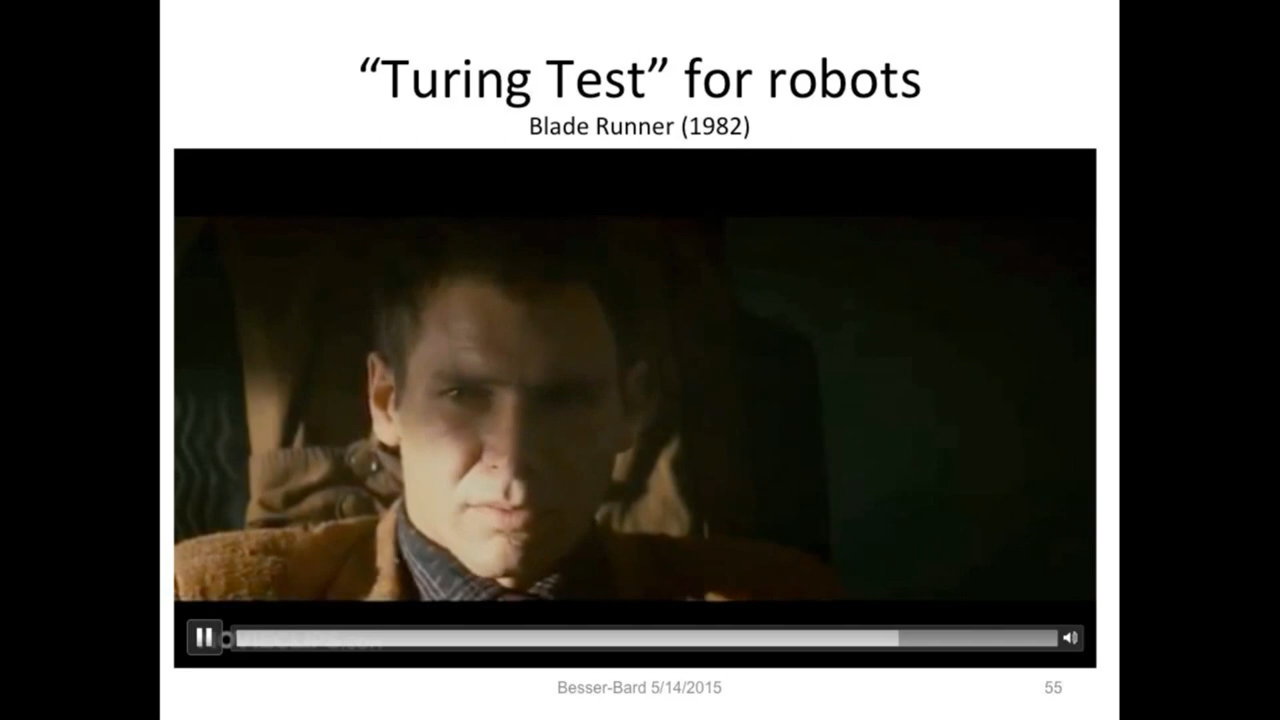 “Turing Test” for robots
Blade Runner (1982)
Besser-Bard 5/14/2015
55